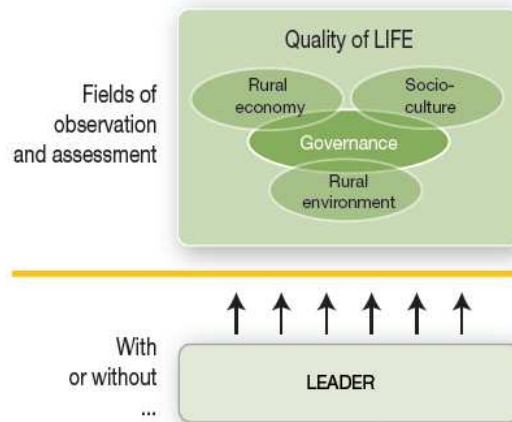 Quality of LIFE
Rural
economy
Socio-
culture
Governance
Rural
environment
Fields of
observation
and assessment
With
or without
...
LEADER